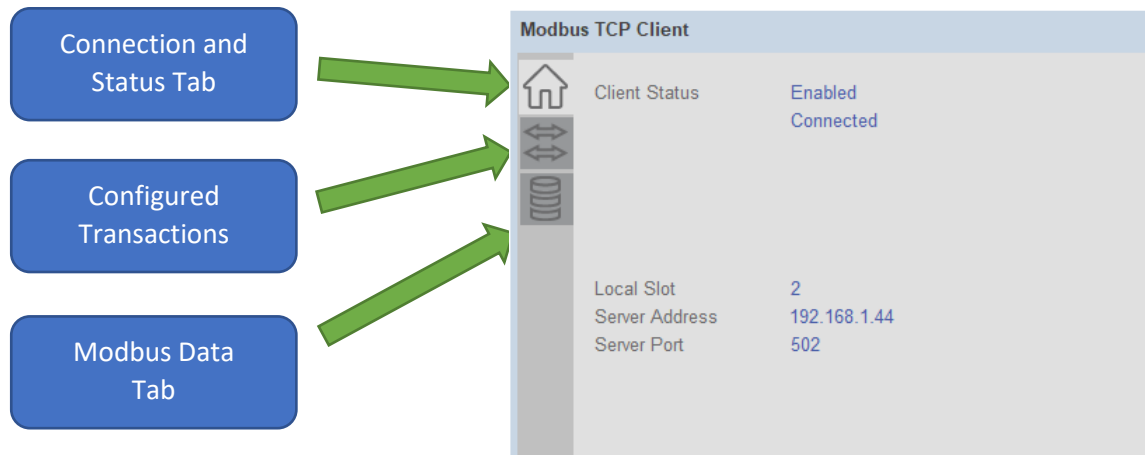 Connection and
Status Tab
Configured
Transactions
Modbus Data
Tab
Modbus TCP Client
Client Status Enabled
Connected
Local Slot 2
Server Address 192.168.1.44
Server Port 502